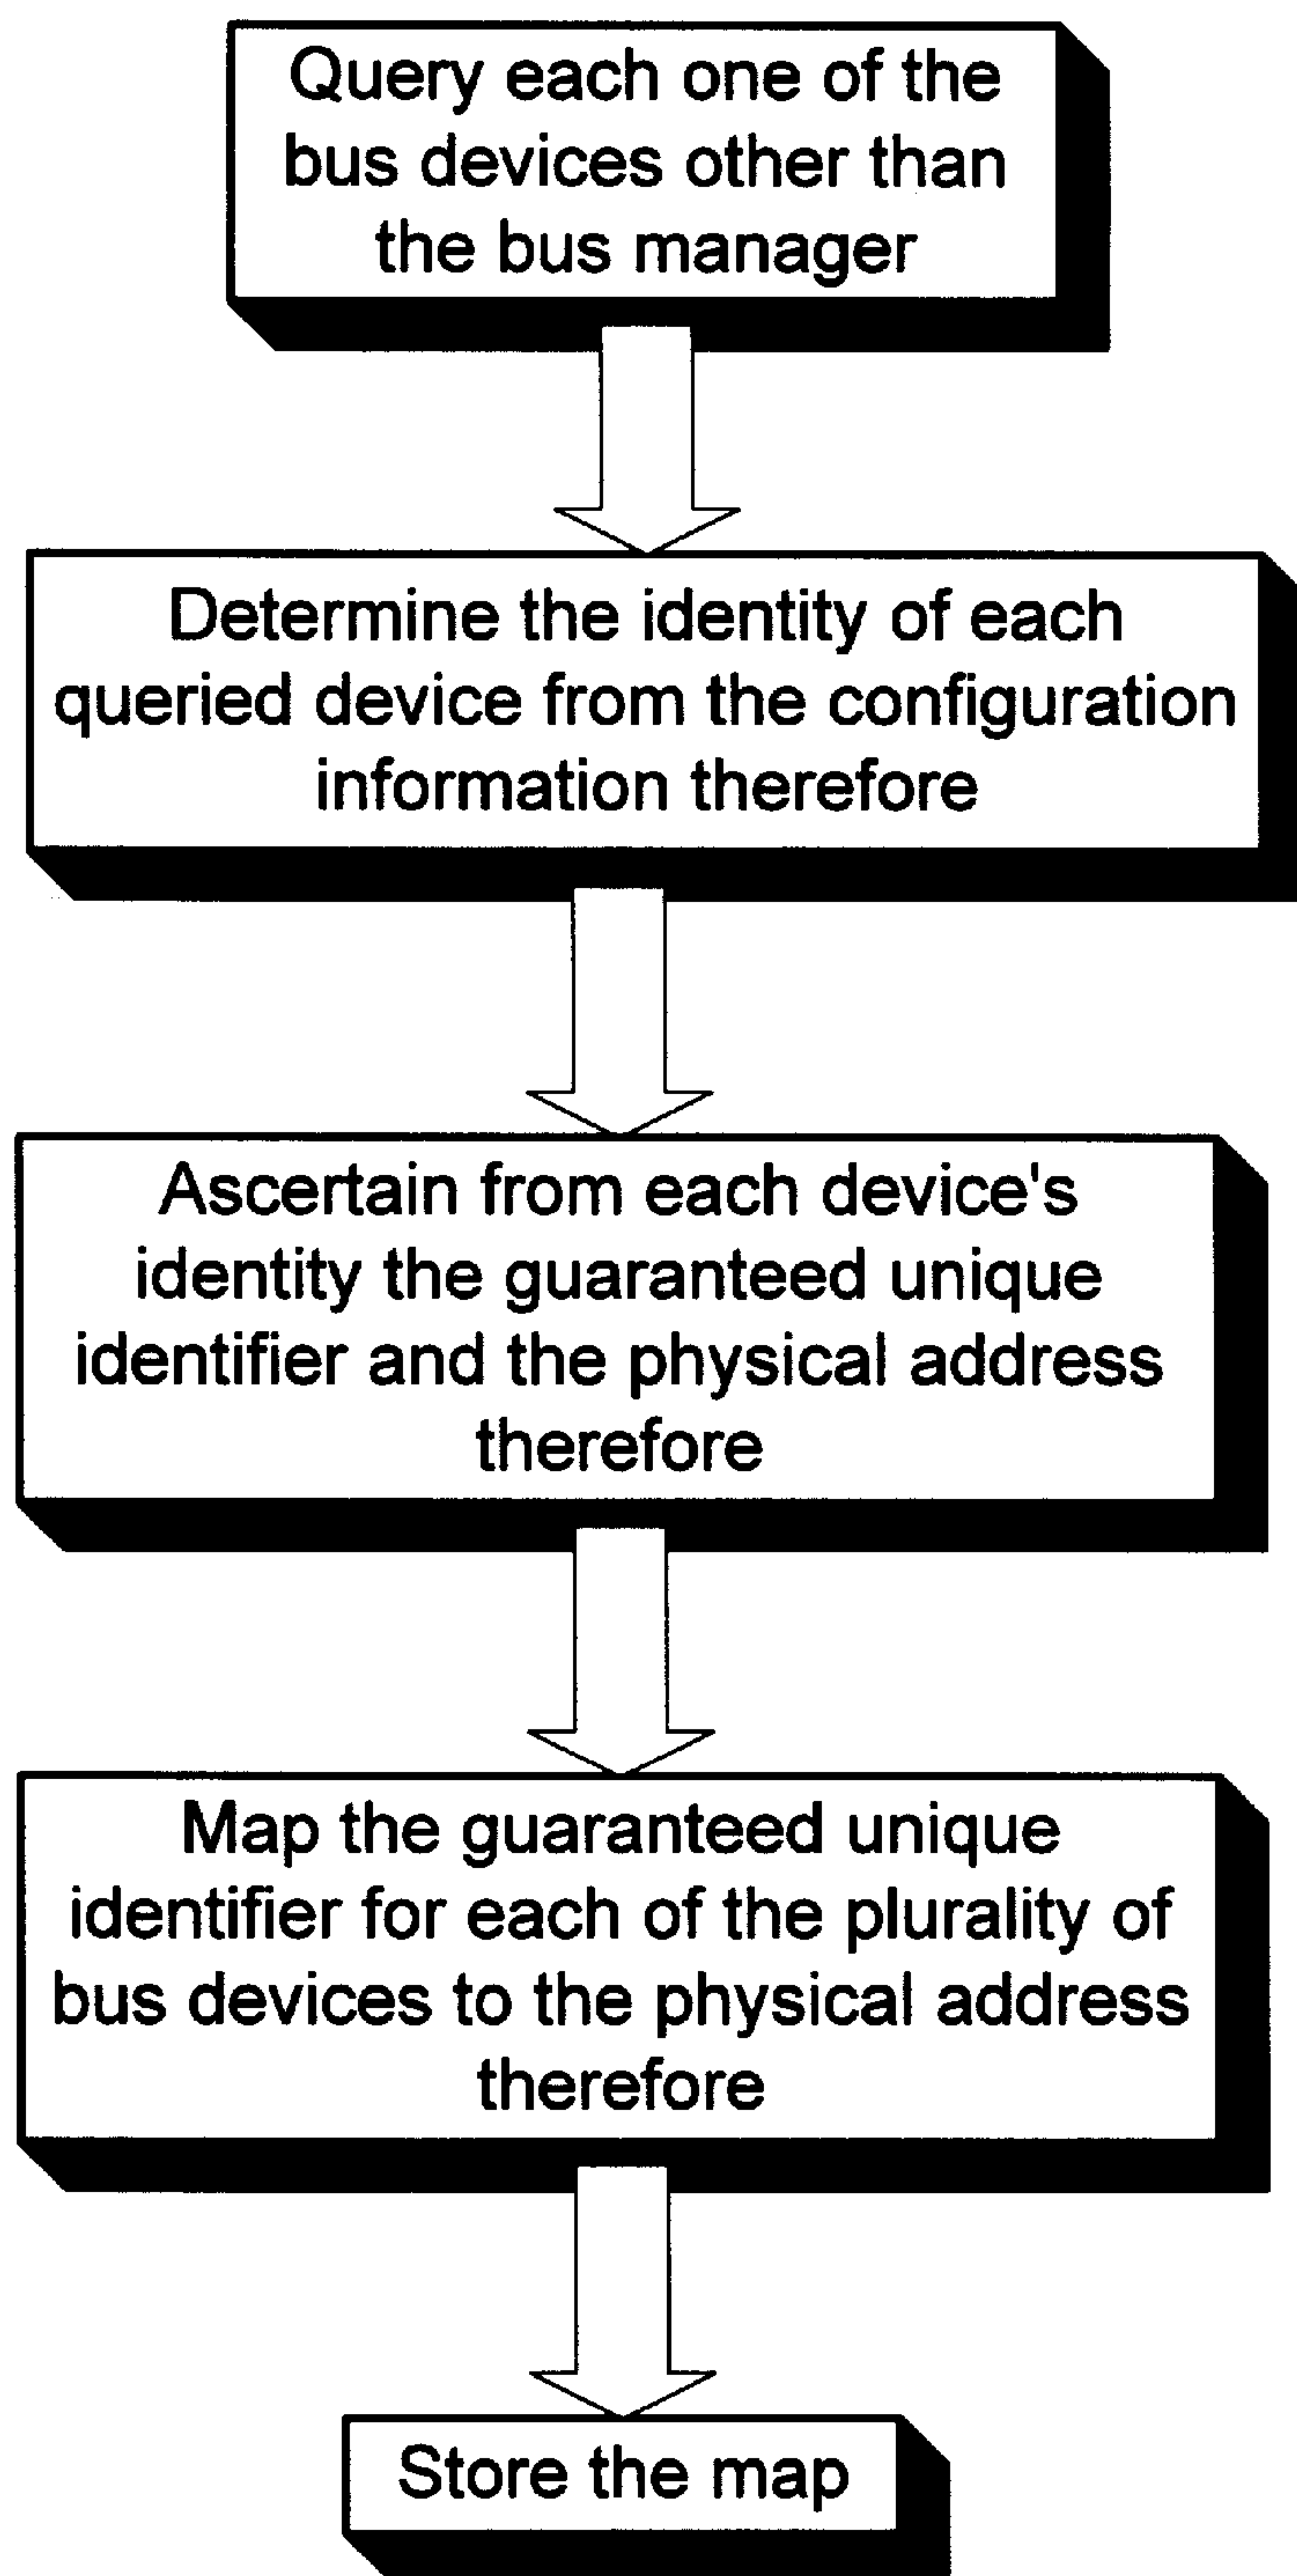 Query each one of the
bus devices other than
the bus manager
Determine the identity of each
queried device from the configuration
information therefore
Ascertain from each device's
identity the guaranteed unique
identifier and the physical address
therefore
Map the guaranteed unique
identifier for each of the plurality of
bus devices to the physical address
therefore
Store the map